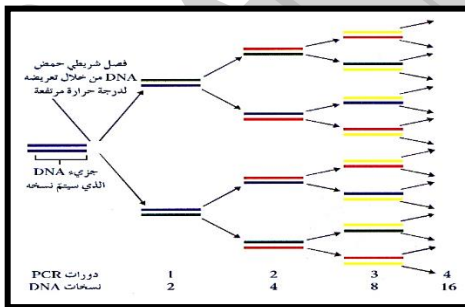 فصل شريطي حمض
DNA من خلال تعريضه
لدرجة حرارة مرتفعة
جزيء DNA
الذي سيتم نسخه
دورات PCR 1 2 3 4
نسخات DNA 2 4 8 16